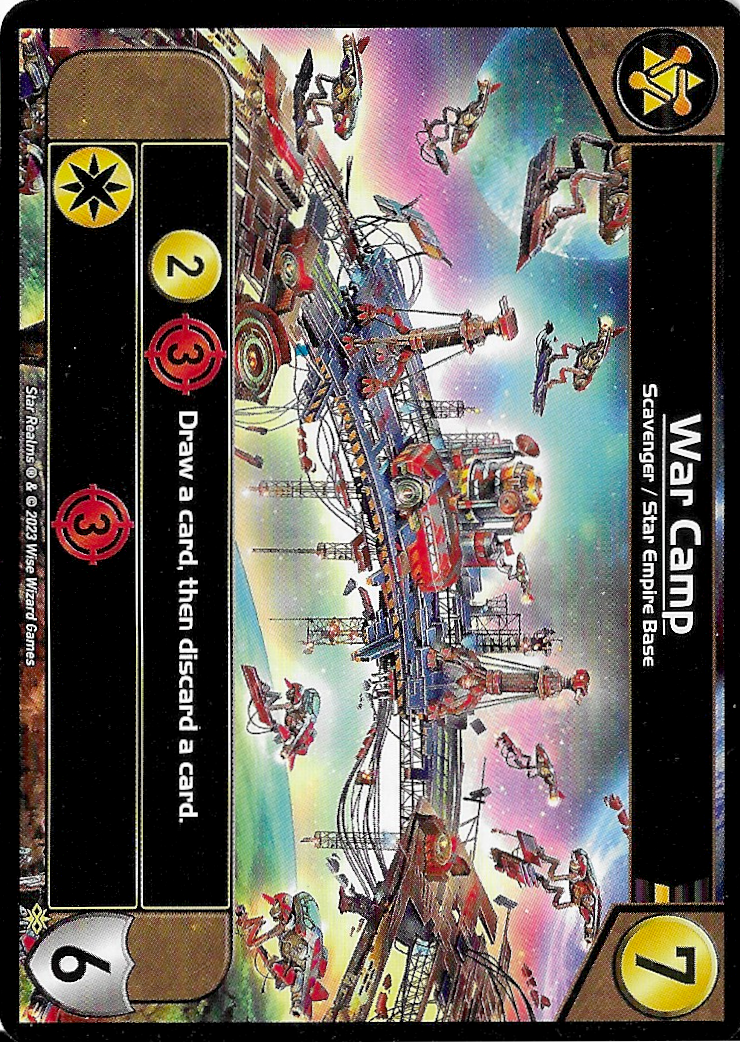 War Camp
Scavenger / Star Empire Base
7
2 3 Draw a card, then discard a card.
3
6
Star Realms ® & © 2023 Wise Wizard Games